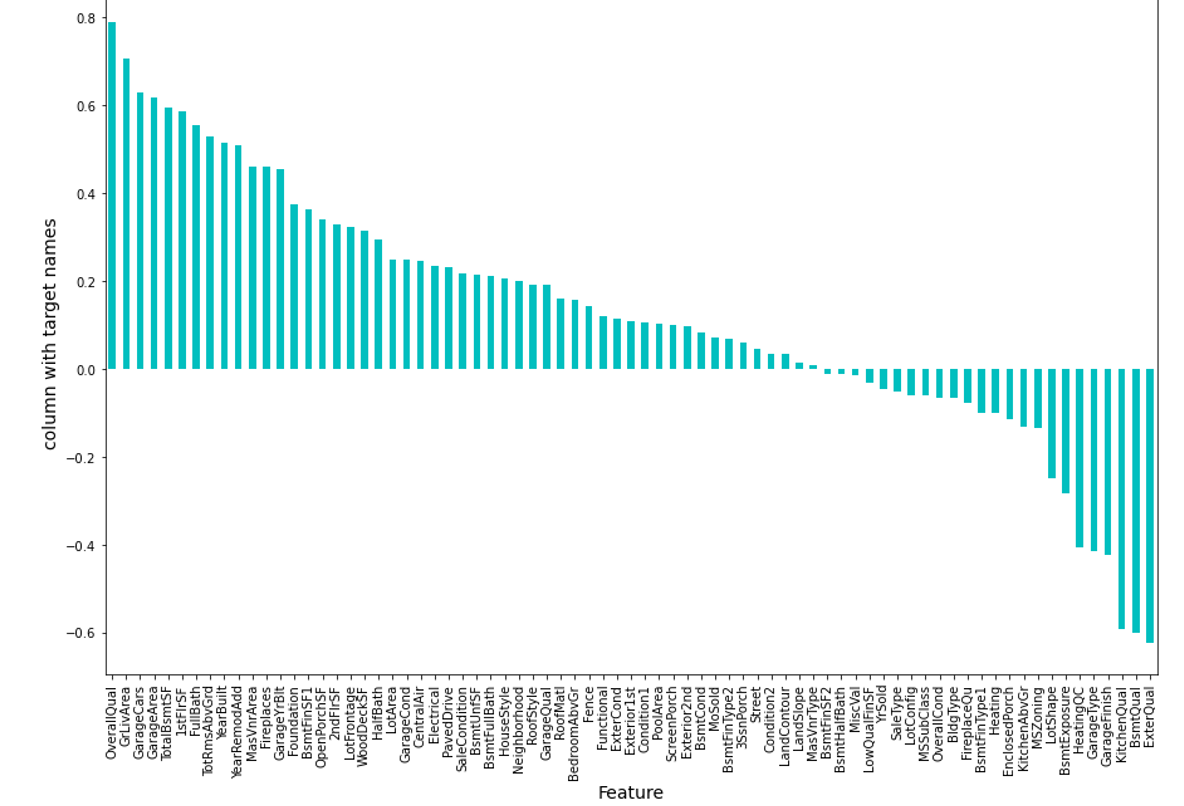 0.8
0.6
0.4
0.2
0.0
−0.2
−0.4
−0.6
column with target names
OverallQual
GrLivArea
GarageCars
GarageArea
TotalBsmtSF
1stFlrSF
FullBath
TotRmsAbvGrd
YearBuilt
YearRemodAdd
MasVnrArea
Fireplaces
GarageYrBlt
Foundation
BsmtFinSF1
OpenPorchSF
2ndFlrSF
LotFrontage
WoodDeckSF
HalfBath
LotArea
GarageCond
CentralAir
Electrical
PavedDrive
SaleCondition
BsmtUnfSF
BsmtFullBath
HouseStyle
Neighborhood
RoofStyle
GarageQual
RoofMatl
BedroomAbvGr
Fence
Functional
ExterCond
Exterior1st
Condition1
PoolArea
ScreenPorch
Exterior2nd
BsmtCond
MoSold
BsmtFinType2
3SsnPorch
Street
Condition2
LandContour
LandSlope
MasVnrType
BsmtFinSF2
BsmtHalfBath
MiscVal
LowQualFinSF
YrSold
SaleType
LotConfig
MSSubClass
OverallCond
BldgType
FireplaceQu
BsmtFinType1
Heating
EnclosedPorch
KitchenAbvGr
MSZoning
LotShape
BsmtExposure
HeatingQC
GarageType
GarageFinish
KitchenQual
BsmtQual
ExterQual
Feature